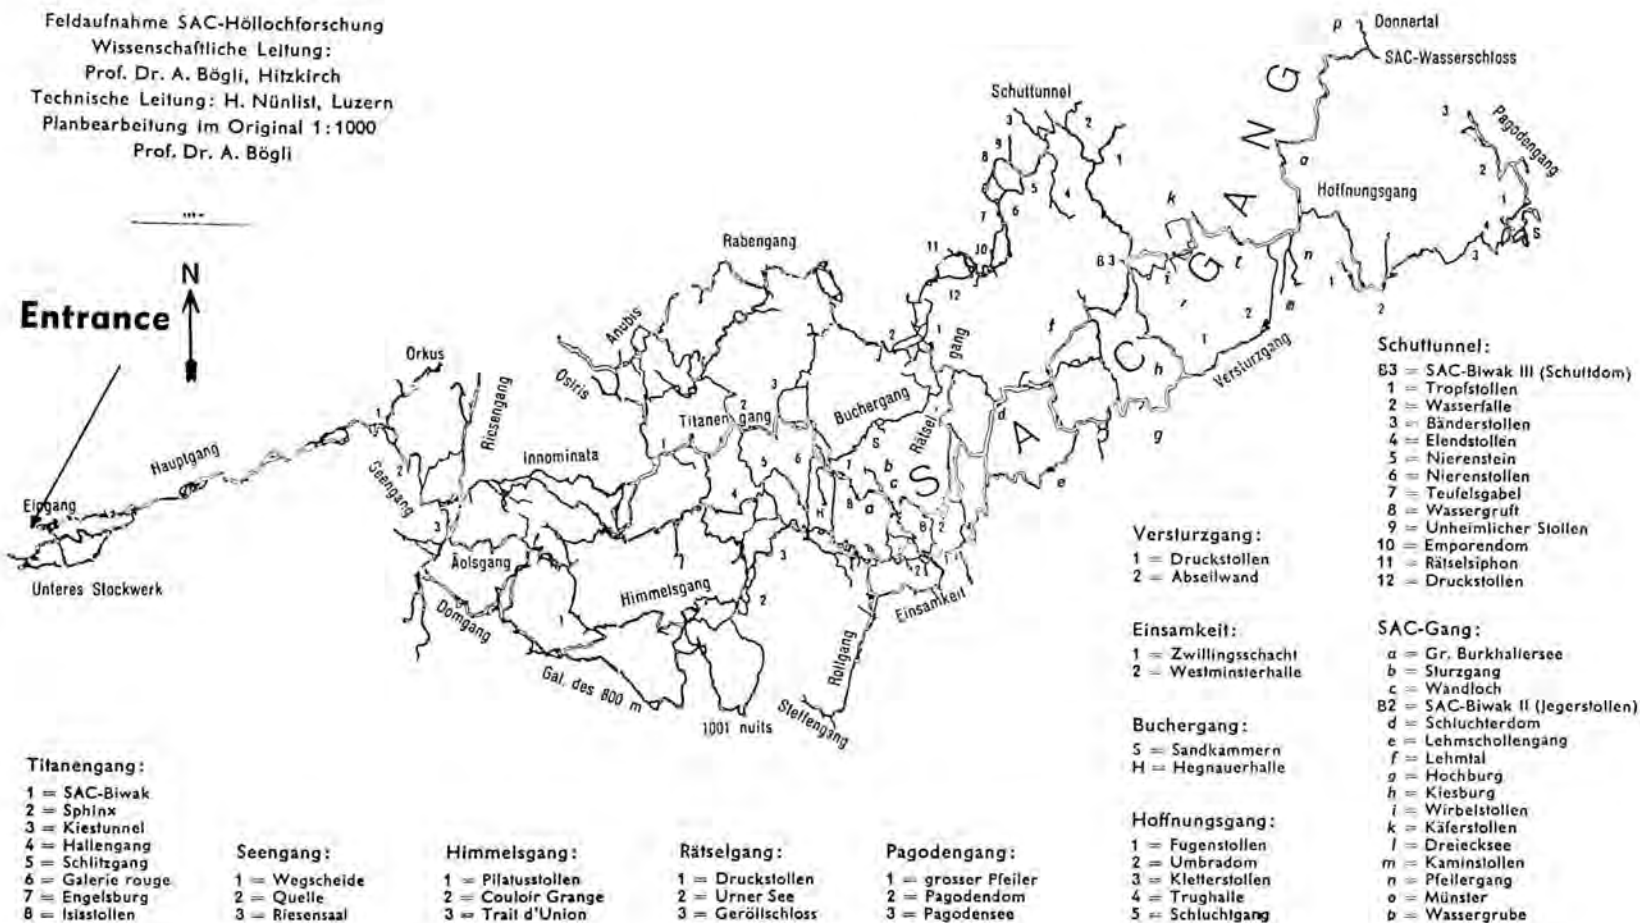 Feldaufnahme SAC-Höllochforschung
Wissenschaftliche Leitung:
Prof. Dr. A. Bögli, Hitzkirch
Technische Leitung: H. Nünlist, Luzern
Planbearbeitung im Original 1:1000
Prof. Dr. A. Bögli
N
Entrance
Eingang
Unteres Stockwerk
Hauptgang
Seengang
Orkus
Riesengang
Innominata
Äolsgang
Domgang
Gal. des 800 m
Himmelsgang
1001 nuits
Osiris
Anubis
Rabengang
Titanengang
Buchergang
Rätsel-
gang
Steffengang
Rollgang
Einsamkeit
Schuttunnel
SACGANG
Donnertal
SAC-Wasserschloss
Pagodengang
Hoffnungsgang
Versturzgang
Titanengang:
1 = SAC-Biwak
2 = Sphinx
3 = Kiestunnel
4 = Hallengang
5 = Schlitzgang
6 = Galerie rouge
7 = Engelsburg
8 = Isisstollen
Seengang:
1 = Wegscheide
2 = Quelle
3 = Riesensaal
Himmelsgang:
1 = Pilatusstollen
2 = Couloir Grange
3 = Trait d'Union
Rätselgang:
1 = Druckstollen
2 = Urner See
3 = Geröllschloss
Pagodengang:
1 = grosser Pfeiler
2 = Pagodendom
3 = Pagodensee
Versturzgang:
1 = Druckstollen
2 = Abseilwand
Einsamkeit:
1 = Zwillingsschacht
2 = Westminsterhalle
Buchergang:
S = Sandkammern
H = Hegnauerhalle
Hoffnungsgang:
1 = Fugenstollen
2 = Umbradom
3 = Kletterstollen
4 = Trughalle
5 = Schluchtgang
Schuttunnel:
B3 = SAC-Biwak III (Schuttdom)
1 = Tropfstollen
2 = Wasserfalle
3 = Bänderstollen
4 = Elendstollen
5 = Nierenstein
6 = Nierenstollen
7 = Teufelsgabel
8 = Wassergruft
9 = Unheimlicher Stollen
10 = Emporendom
11 = Rätselsiphon
12 = Druckstollen
SAC-Gang:
a = Gr. Burkhaltersee
b = Sturzgang
c = Wandloch
B2 = SAC-Biwak II (Jegerstollen)
d = Schluchterdom
e = Lehmschollengang
f = Lehmtal
g = Hochburg
h = Kiesburg
i = Wirbelstollen
k = Käferstollen
l = Dreiecksee
m = Kaminstollen
n = Pfeilergang
o = Münster
p = Wassergrube